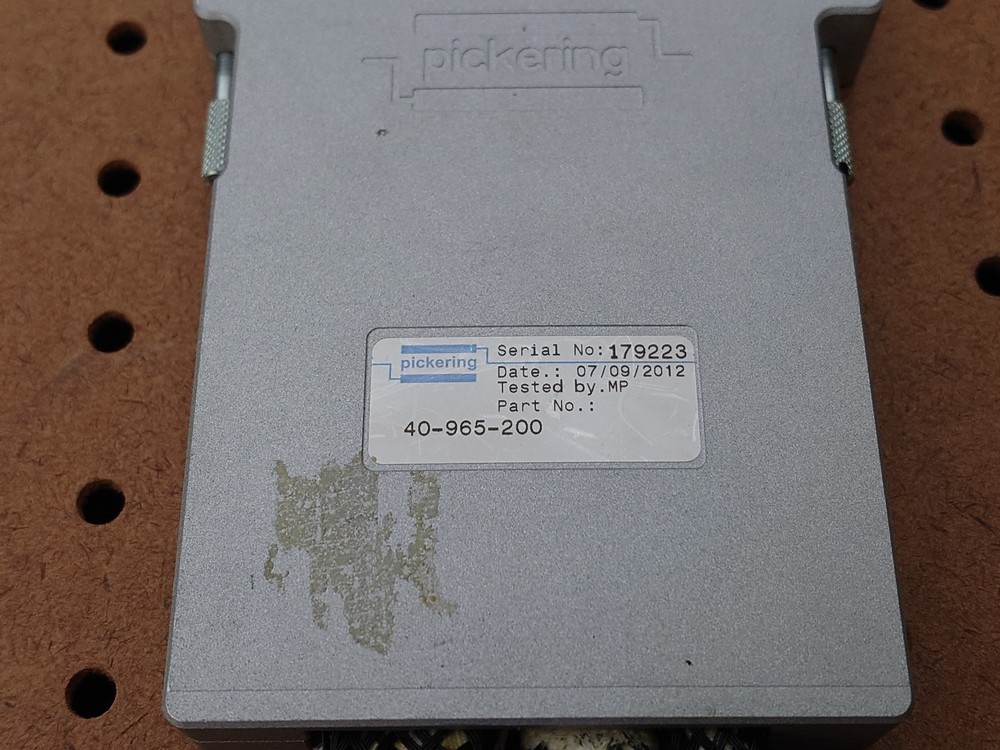 pickering
pickering
Serial No:179223
Date.: 07/09/2012
Tested by.MP
Part No.:
40-965-200